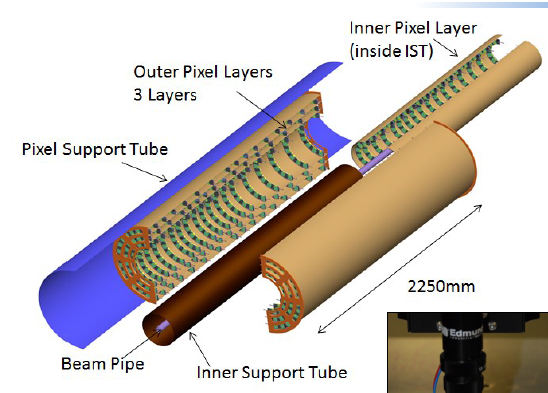 Inner Pixel Layer
(inside IST)
Outer Pixel Layers
3 Layers
Pixel Support Tube
2250mm
Beam Pipe
Inner Support Tube
Edmund